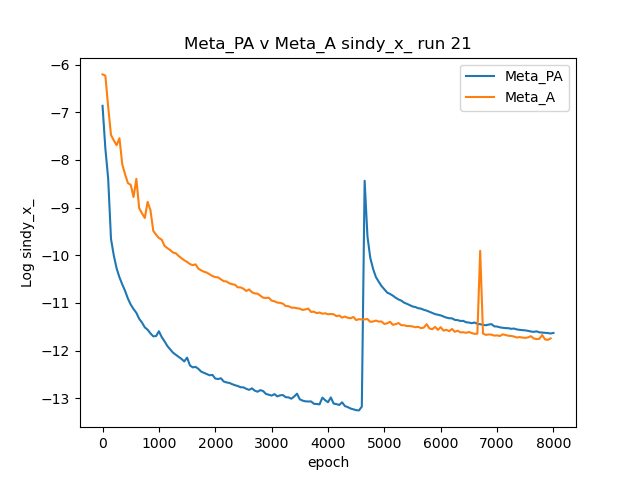 Meta_PA v Meta_A sindy_x_ run 21
Meta_PA
Meta_A
Log sindy_x_
−6
−7
−8
−9
−10
−11
−12
−13
0 1000 2000 3000 4000 5000 6000 7000 8000
epoch